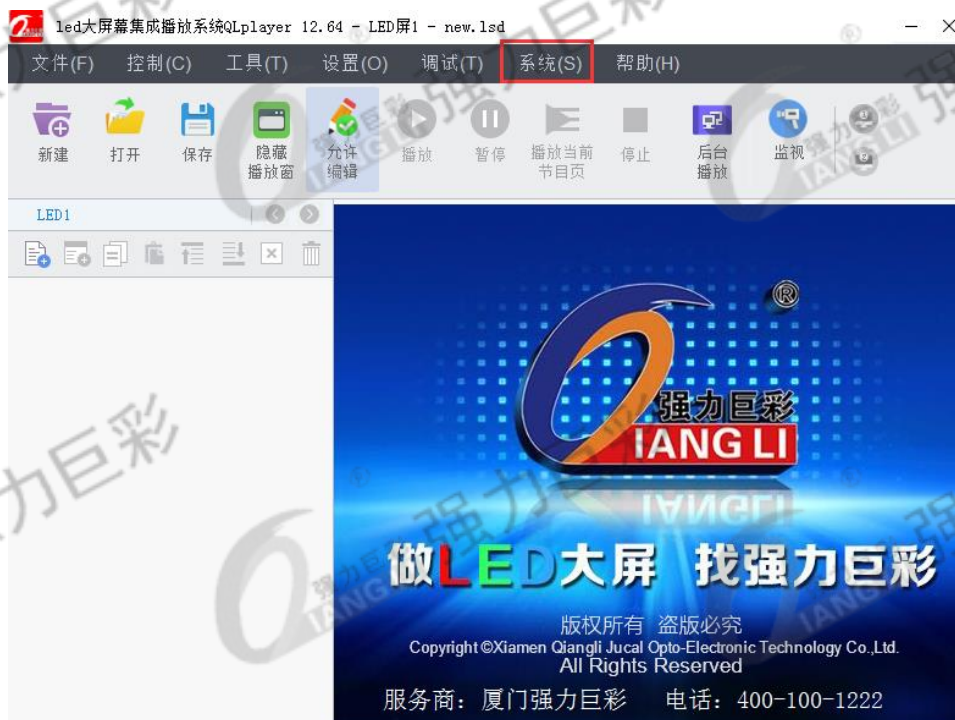 led大屏幕集成播放系统QLplayer 12.64 - LED屏1 - new.lsd
文件(F) 控制(C) 工具(T) 设置(O) 调试(T) 系统(S) 帮助(H)
新建 打开 保存 隐藏播放窗 允许编辑 播放 暂停 播放当前节目页 停止 后台播放 监视
LED1
强力巨彩
QIANG LI
做LED大屏 找强力巨彩
版权所有 盗版必究
Copyright ©Xiamen Qiangli Jucal Opto-Electronic Technology Co.,Ltd.
All Rights Reserved
服务商：厦门强力巨彩 电话：400-100-1222